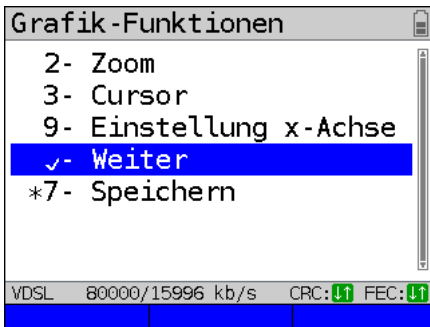 Grafik-Funktionen
2- Zoom
3- Cursor
9- Einstellung x-Achse
✓- Weiter
*7- Speichern
VDSL 80000/15996 kb/s CRC:↓↑ FEC:↓↑